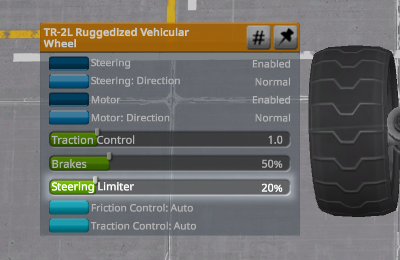 TR-2L Ruggedized Vehicular
Wheel
#
Steering Enabled
Steering: Direction Normal
Motor Enabled
Motor: Direction Normal
Traction Control 1.0
Brakes 50%
Steering Limiter 20%
Friction Control: Auto
Traction Control: Auto